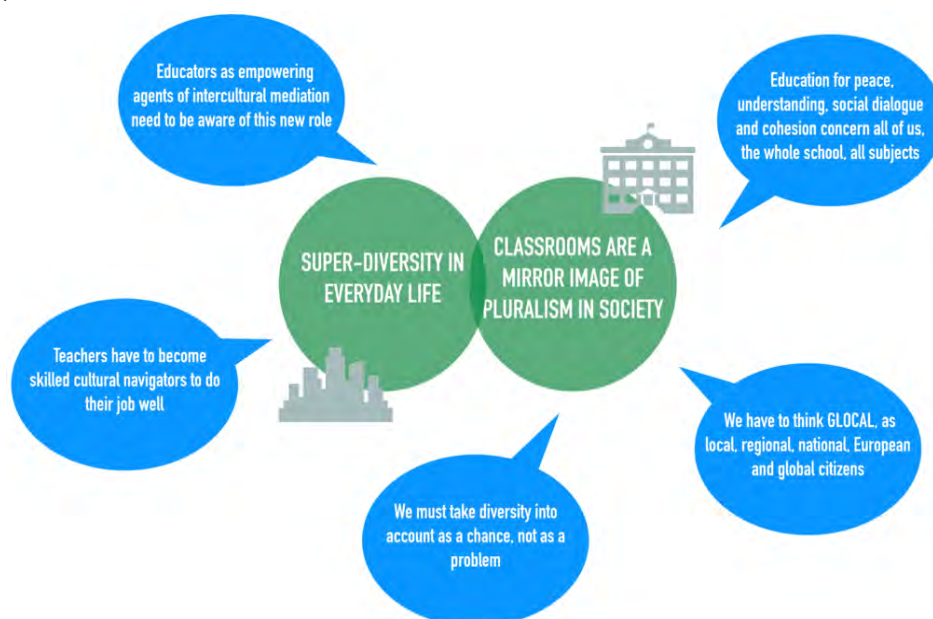 Educators as empowering
agents of intercultural mediation
need to be aware of this new role
Education for peace,
understanding, social dialogue
and cohesion concern all of us,
the whole school, all subjects
SUPER-DIVERSITY IN
EVERYDAY LIFE
CLASSROOMS ARE A
MIRROR IMAGE OF
PLURALISM IN SOCIETY
Teachers have to become
skilled cultural navigators to do
their job well
We have to think GLOCAL, as
local, regional, national, European
and global citizens
We must take diversity into
account as a chance, not as a
problem